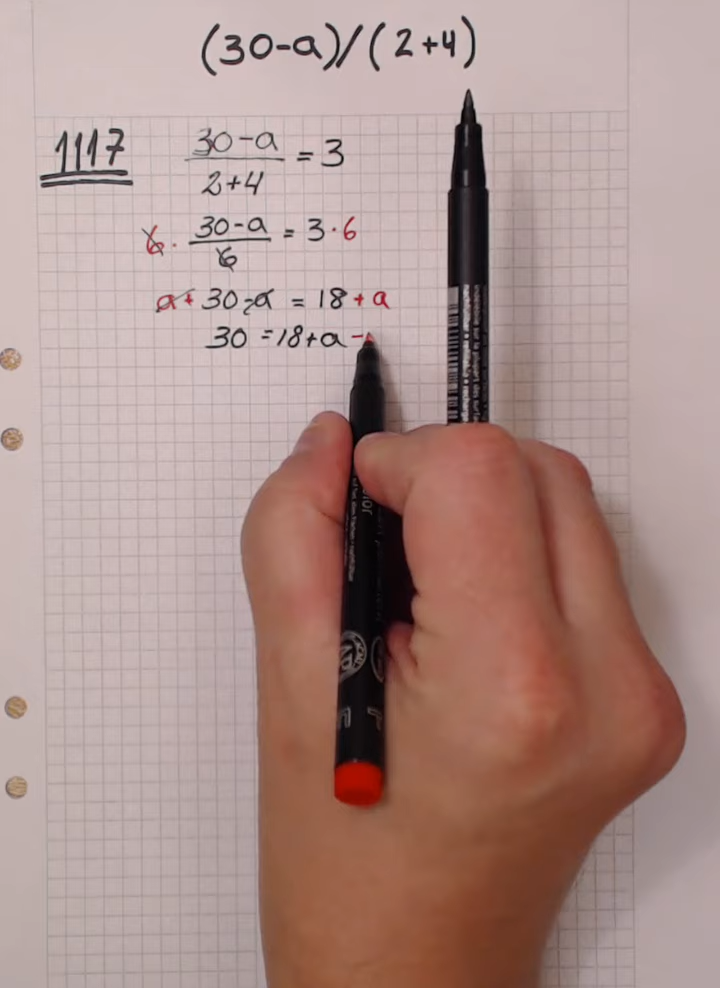 (30-a)/(2+4)
1117
30-a
2+4
= 3
6 · 30-a
6
= 3 · 6
a + 30-a = 18 + a
30 = 18+a -